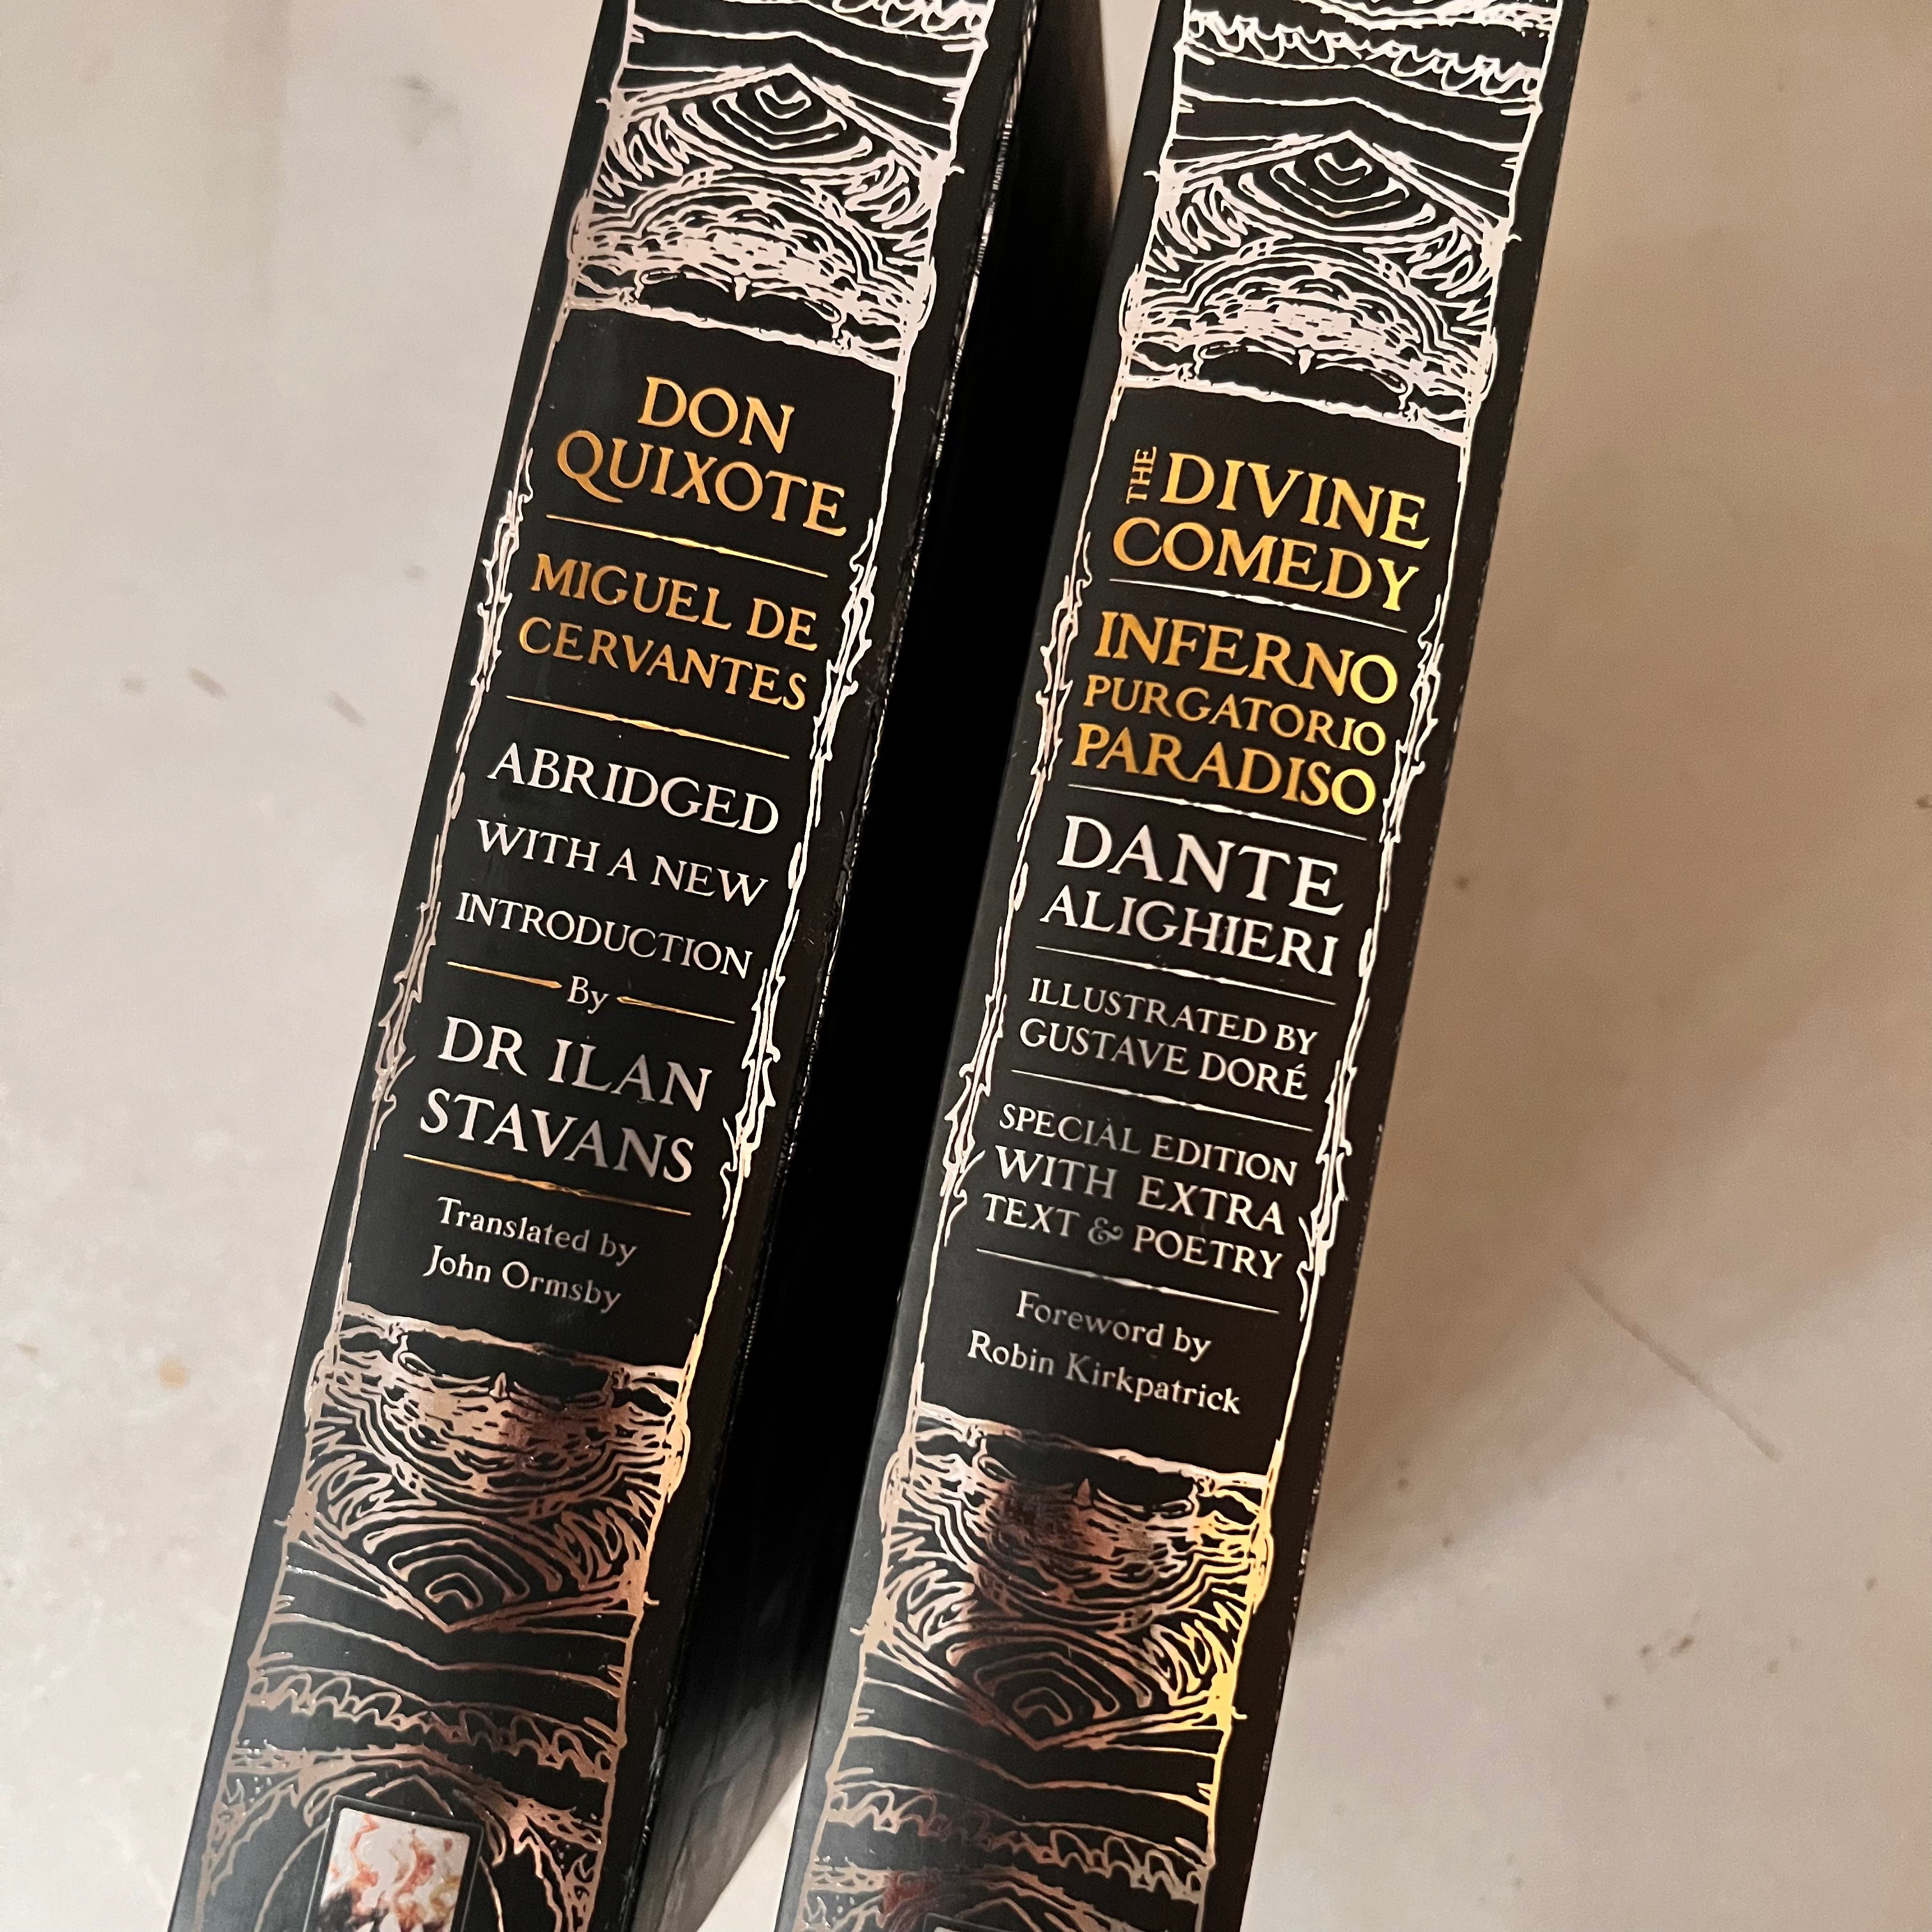 DON
QUIXOTE
MIGUEL DE
CERVANTES
ABRIDGED
WITH A NEW
INTRODUCTION
By
DR ILAN
STAVANS
Translated by
John Ormsby
THE DIVINE
COMEDY
INFERNO
PURGATORIO
PARADISO
DANTE
ALIGHIERI
ILLUSTRATED BY
GUSTAVE DORÉ
SPECIAL EDITION
WITH EXTRA
TEXT & POETRY
Foreword by
Robin Kirkpatrick